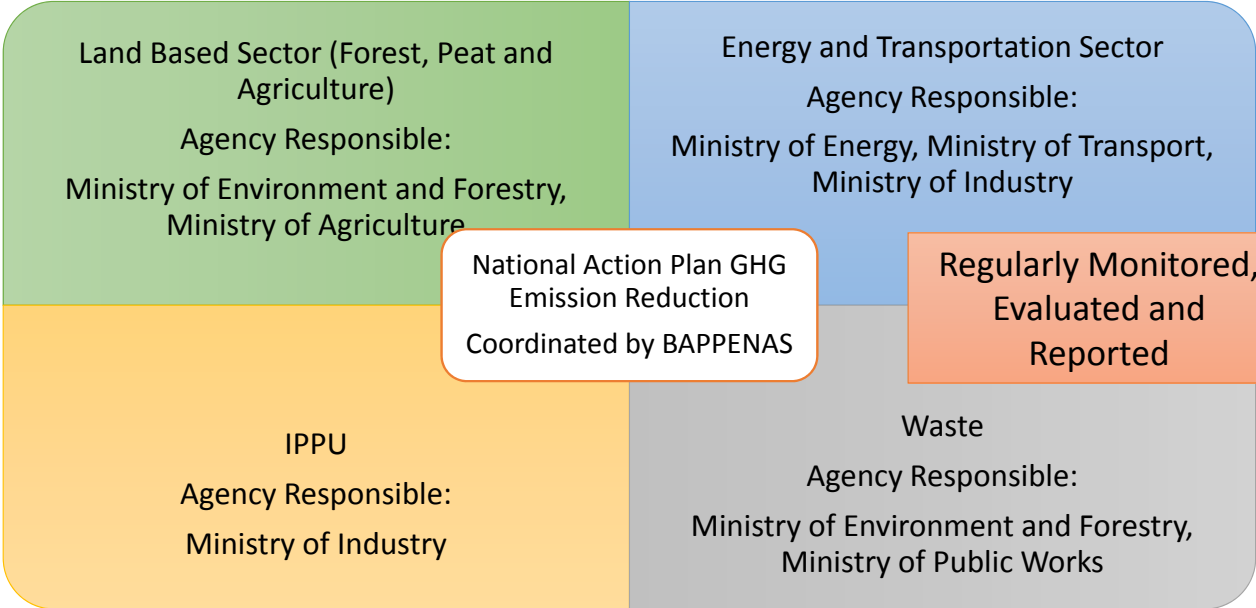 Land Based Sector (Forest, Peat and
Agriculture)
Agency Responsible:
Ministry of Environment and Forestry,
Ministry of Agriculture
Energy and Transportation Sector
Agency Responsible:
Ministry of Energy, Ministry of Transport,
Ministry of Industry
National Action Plan GHG
Emission Reduction
Coordinated by BAPPENAS
Regularly Monitored,
Evaluated and
Reported
IPPU
Agency Responsible:
Ministry of Industry
Waste
Agency Responsible:
Ministry of Environment and Forestry,
Ministry of Public Works